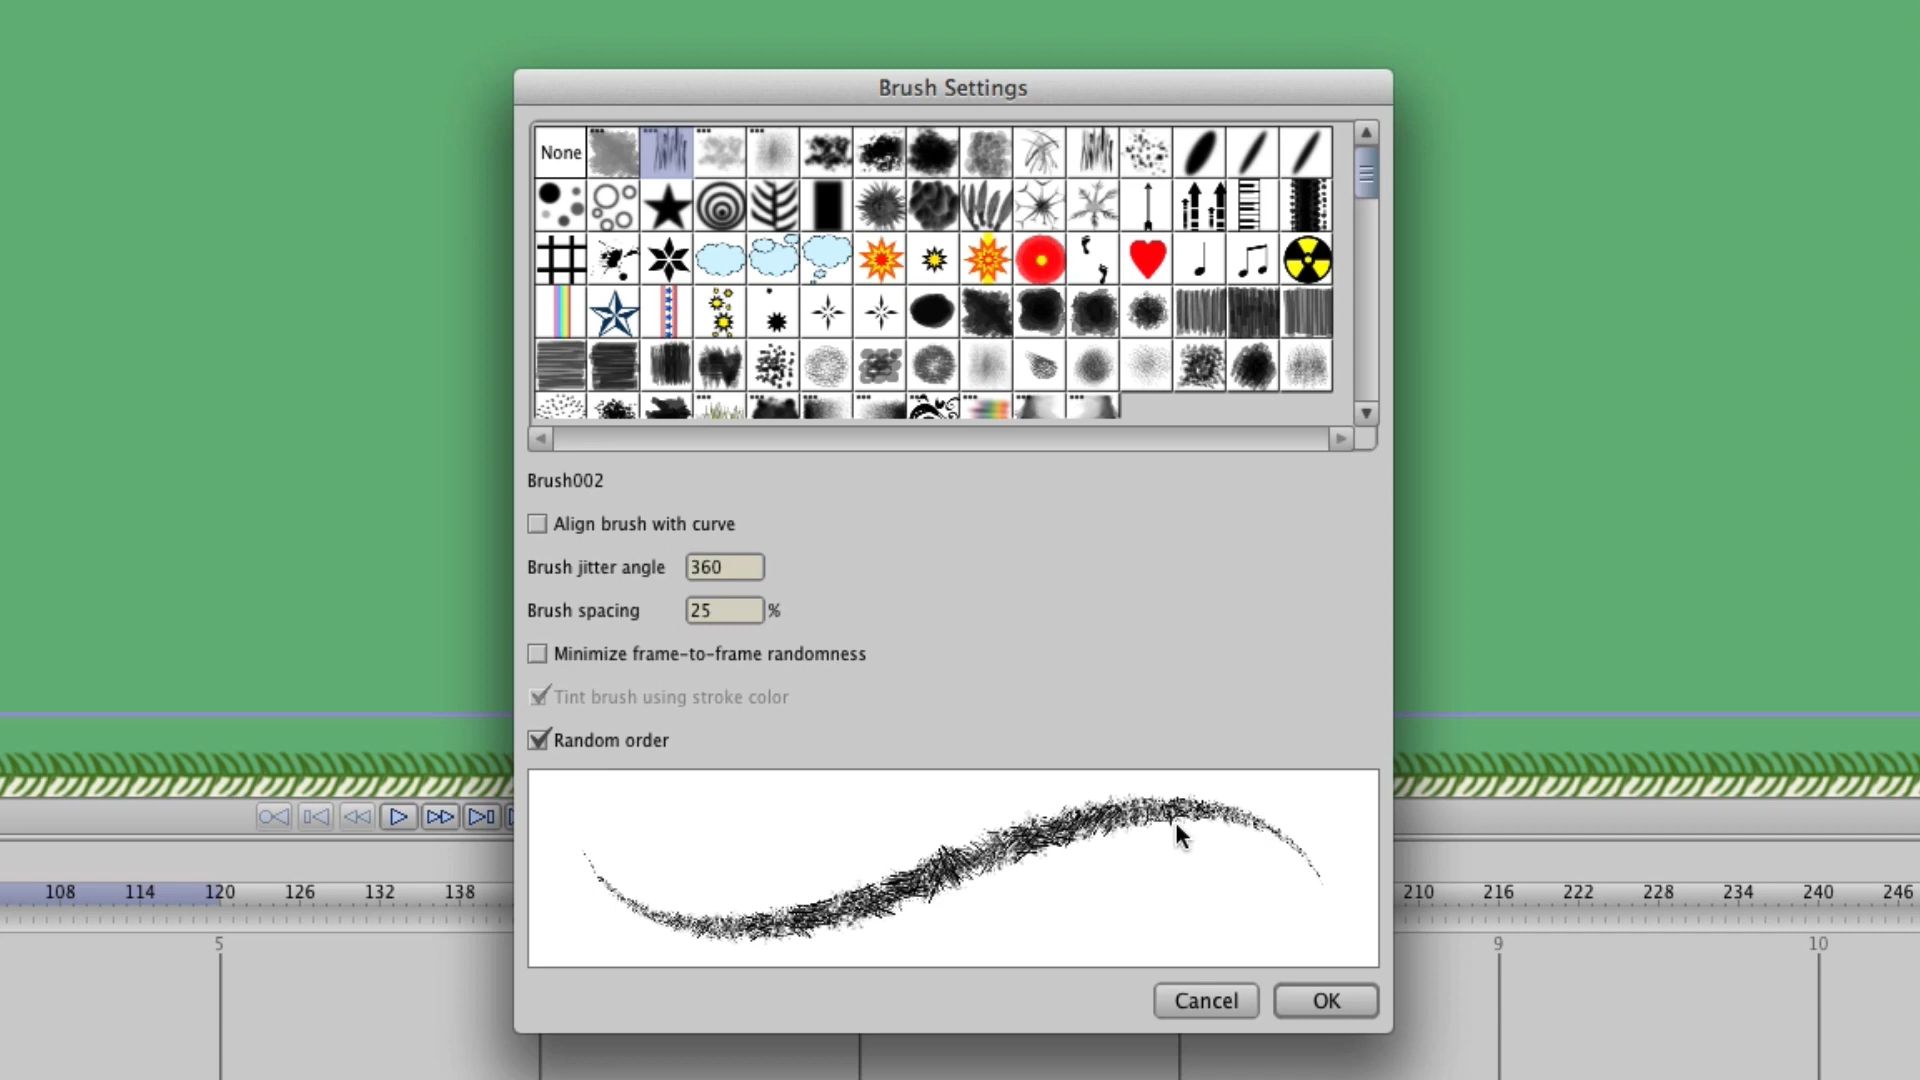 Brush Settings
None
Brush002
Align brush with curve
Brush jitter angle 360
Brush spacing 25 %
Minimize frame-to-frame randomness
Tint brush using stroke color
Random order
108 114 120 126 132 138 210 216 222 228 234 240 246
5 9 10
Cancel OK